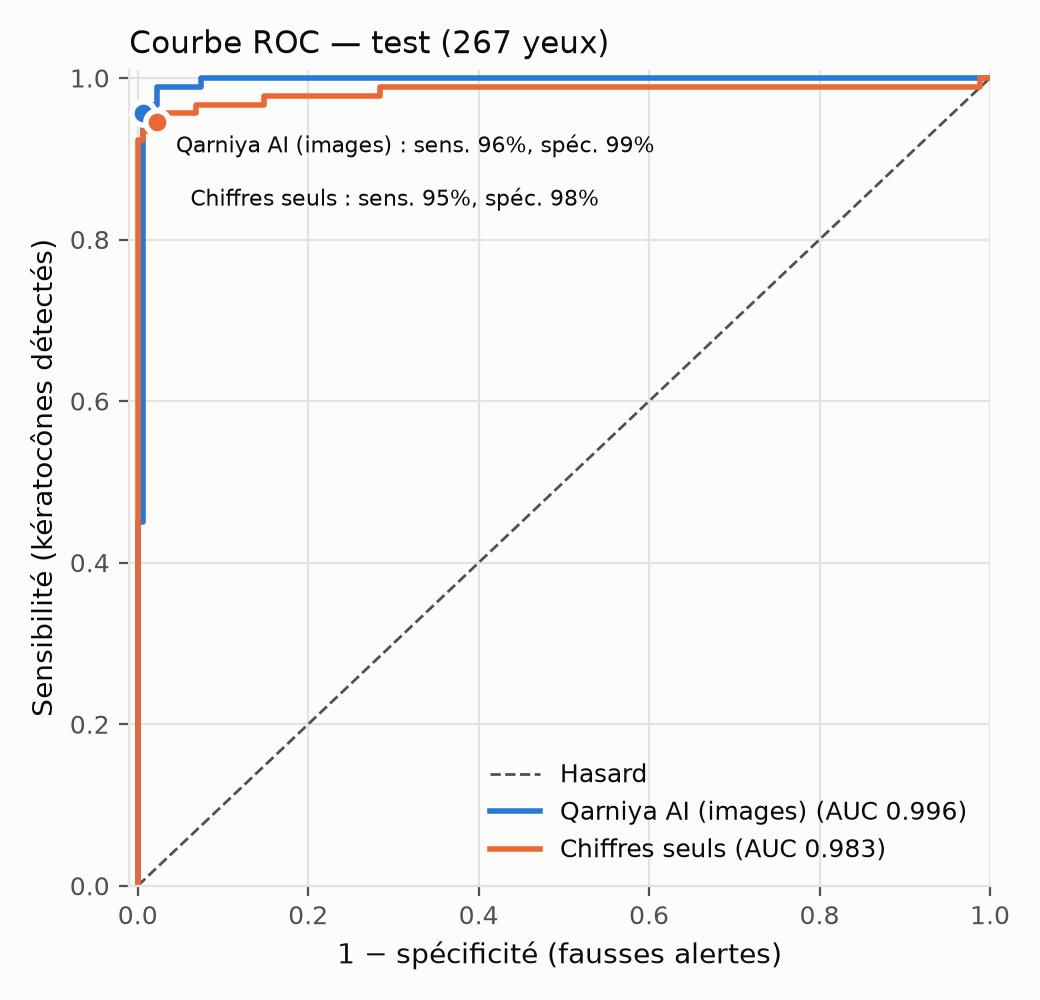 Courbe ROC — test (267 yeux)
1.0
0.8
0.6
0.4
0.2
0.0
Sensibilité (kératocônes détectés)
Qarniya AI (images) : sens. 96%, spéc. 99%
Chiffres seuls : sens. 95%, spéc. 98%
Hasard
Qarniya AI (images) (AUC 0.996)
Chiffres seuls (AUC 0.983)
0.0 0.2 0.4 0.6 0.8 1.0
1 − spécificité (fausses alertes)